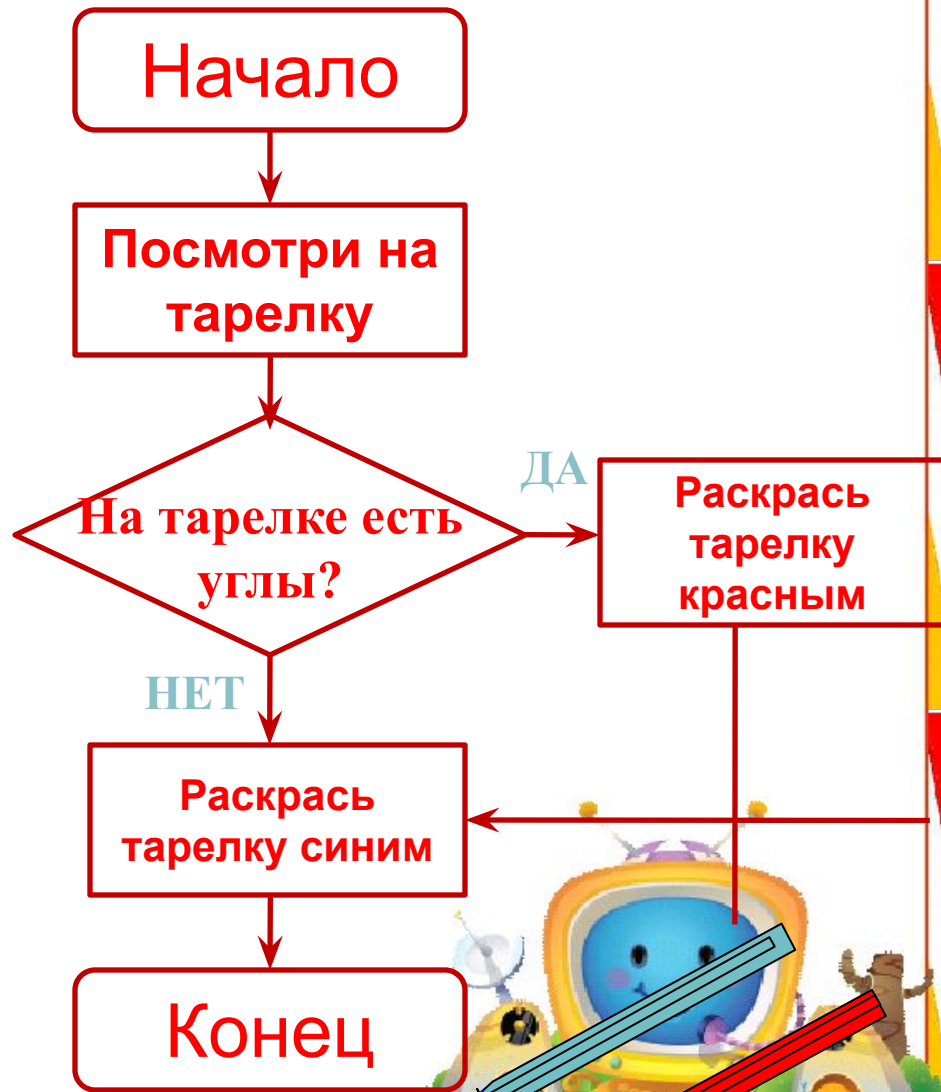 Начало
Посмотри на
тарелку
На тарелке есть
углы?
ДА
Раскрась
тарелку
красным
НЕТ
Раскрась
тарелку синим
Конец